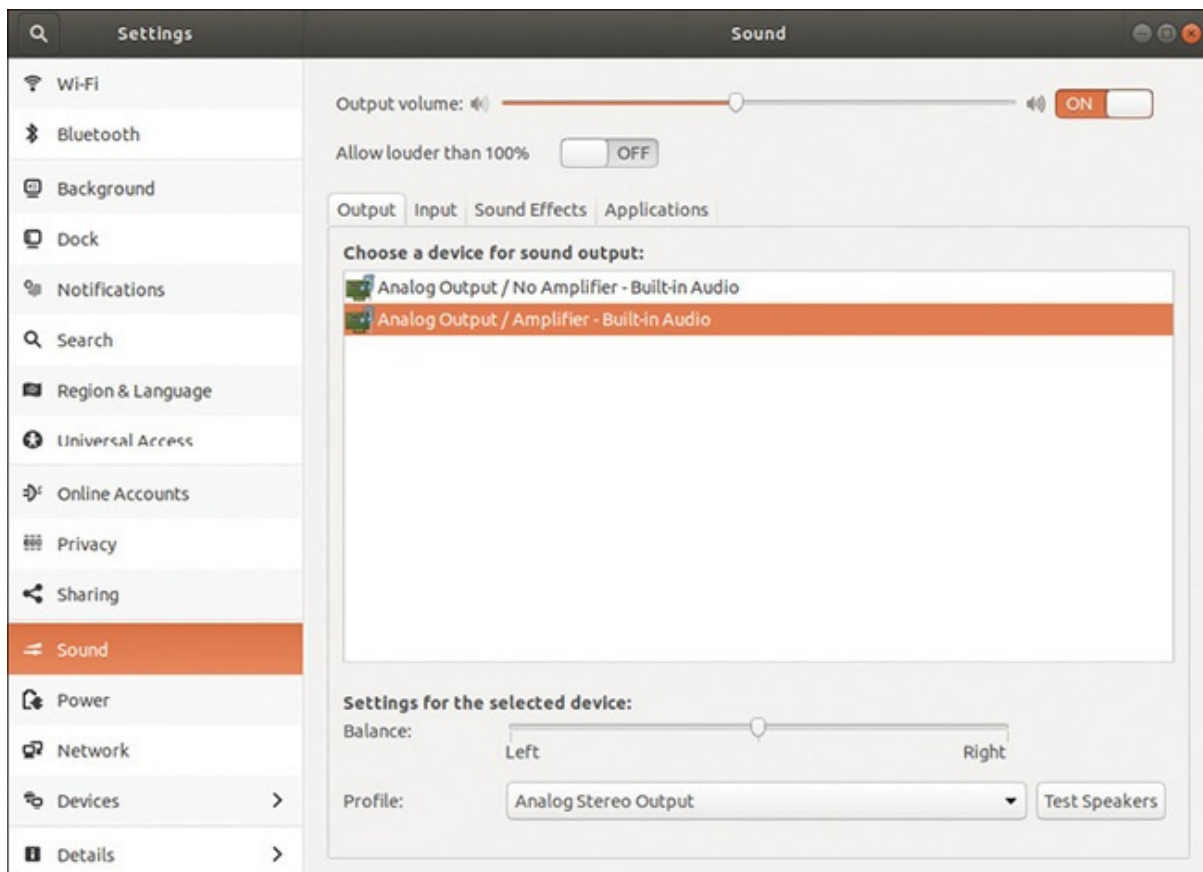 Settings
Sound
Wi-Fi
Bluetooth
Background
Dock
Notifications
Search
Region & Language
Universal Access
Online Accounts
Privacy
Sharing
Sound
Power
Network
Devices
Details
Output volume:
ON
Allow louder than 100%
OFF
Output Input Sound Effects Applications
Choose a device for sound output:
Analog Output / No Amplifier - Built-in Audio
Analog Output / Amplifier - Built-in Audio
Settings for the selected device:
Balance:
Left Right
Profile: Analog Stereo Output Test Speakers